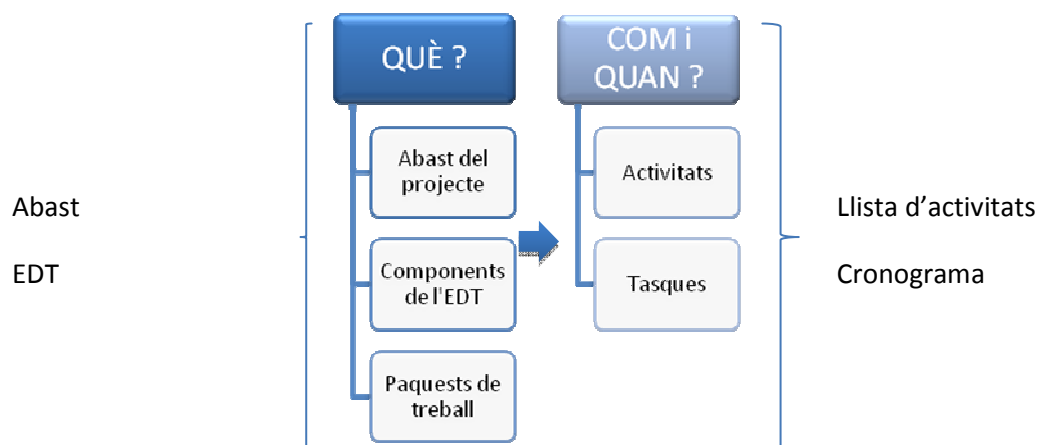 QUÈ ?
COM i
QUAN ?
Abast del
projecte
Activitats
Abast
Llista d’activitats
EDT
Components
de l'EDT
Tasques
Cronograma
Paquests de
treball